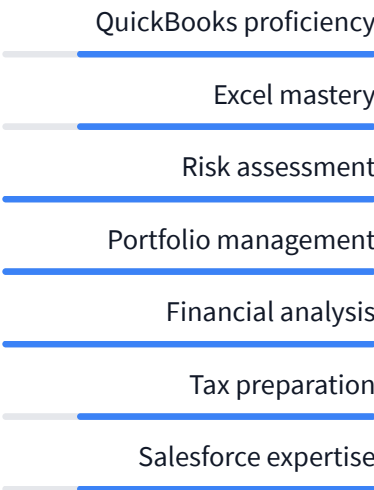 QuickBooks proficiency
Excel mastery
Risk assessment
Portfolio management
Financial analysis
Tax preparation
Salesforce expertise